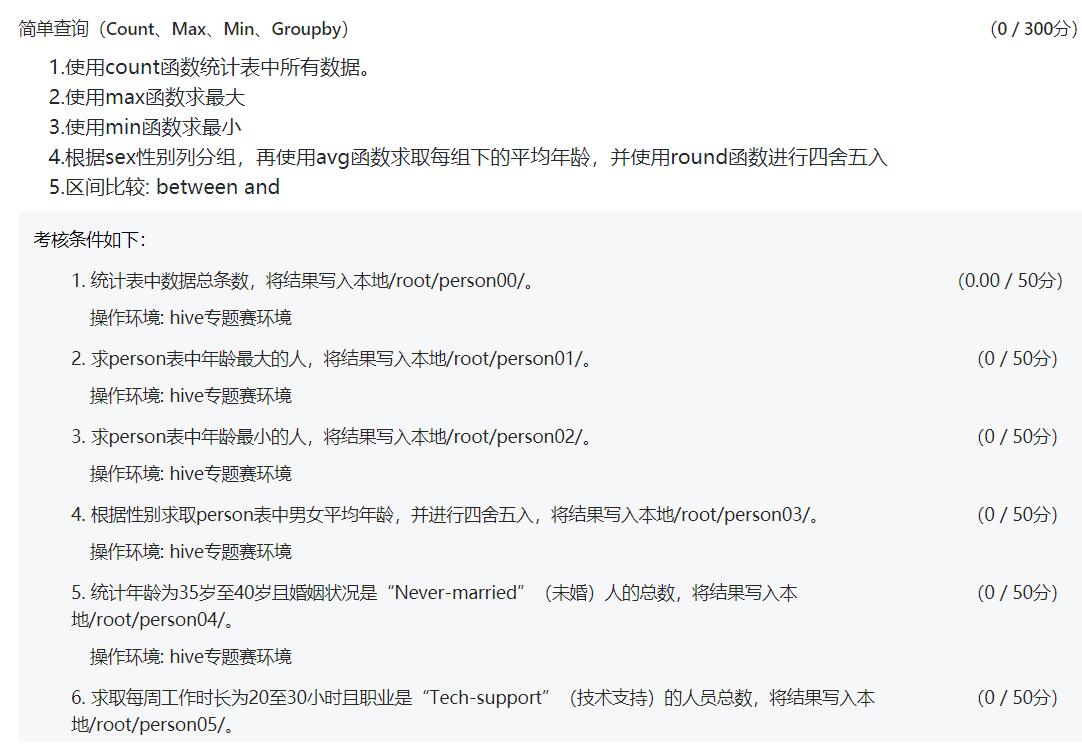 简单查询（Count、Max、Min、Groupby） (0 / 300分)
1.使用count函数统计表中所有数据。
2.使用max函数求最大
3.使用min函数求最小
4.根据sex性别列分组，再使用avg函数求取每组下的平均年龄，并使用round函数进行四舍五入
5.区间比较: between and
考核条件如下:
1. 统计表中数据总条数，将结果写入本地/root/person00/。 (0.00 / 50分)
操作环境: hive专题赛环境
2. 求person表中年龄最大的人，将结果写入本地/root/person01/。 (0 / 50分)
操作环境: hive专题赛环境
3. 求person表中年龄最小的人，将结果写入本地/root/person02/。 (0 / 50分)
操作环境: hive专题赛环境
4. 根据性别求取person表中男女平均年龄，并进行四舍五入，将结果写入本地/root/person03/。 (0 / 50分)
操作环境: hive专题赛环境
5. 统计年龄为35岁至40岁且婚姻状况是“Never-married”（未婚）人的总数，将结果写入本 (0 / 50分)
地/root/person04/。
操作环境: hive专题赛环境
6. 求取每周工作时长为20至30小时且职业是“Tech-support”（技术支持）的人员总数，将结果写入本 (0 / 50分)
地/root/person05/。